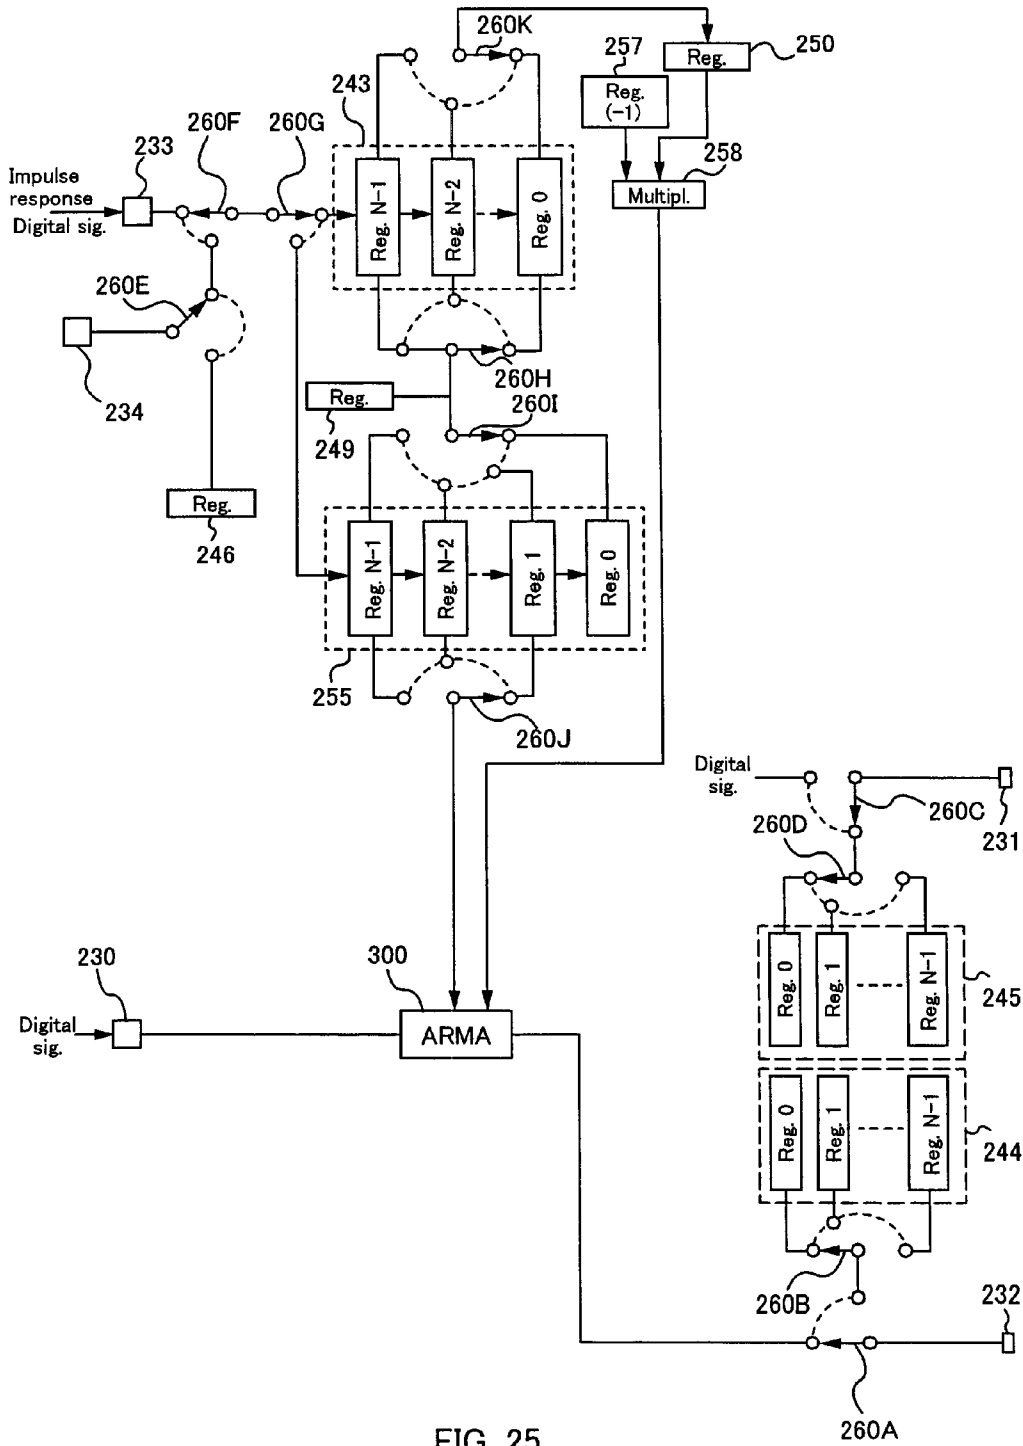 260K
257
250
Reg.
Reg.
(-1)
243
260F
260G
233
258
Impulse
response
Digital sig.
Reg. N-1
Reg. N-2
Reg. 0
Multipl.
260E
234
260H
Reg.
260I
249
Reg.
246
Reg. N-1
Reg. N-2
Reg. 1
Reg. 0
255
260J
Digital
sig.
260C
231
260D
Reg. 0
Reg. 1
Reg. N-1
245
230
300
Digital
sig.
ARMA
Reg. 0
Reg. 1
Reg. N-1
244
260B
232
260A
FIG. 25